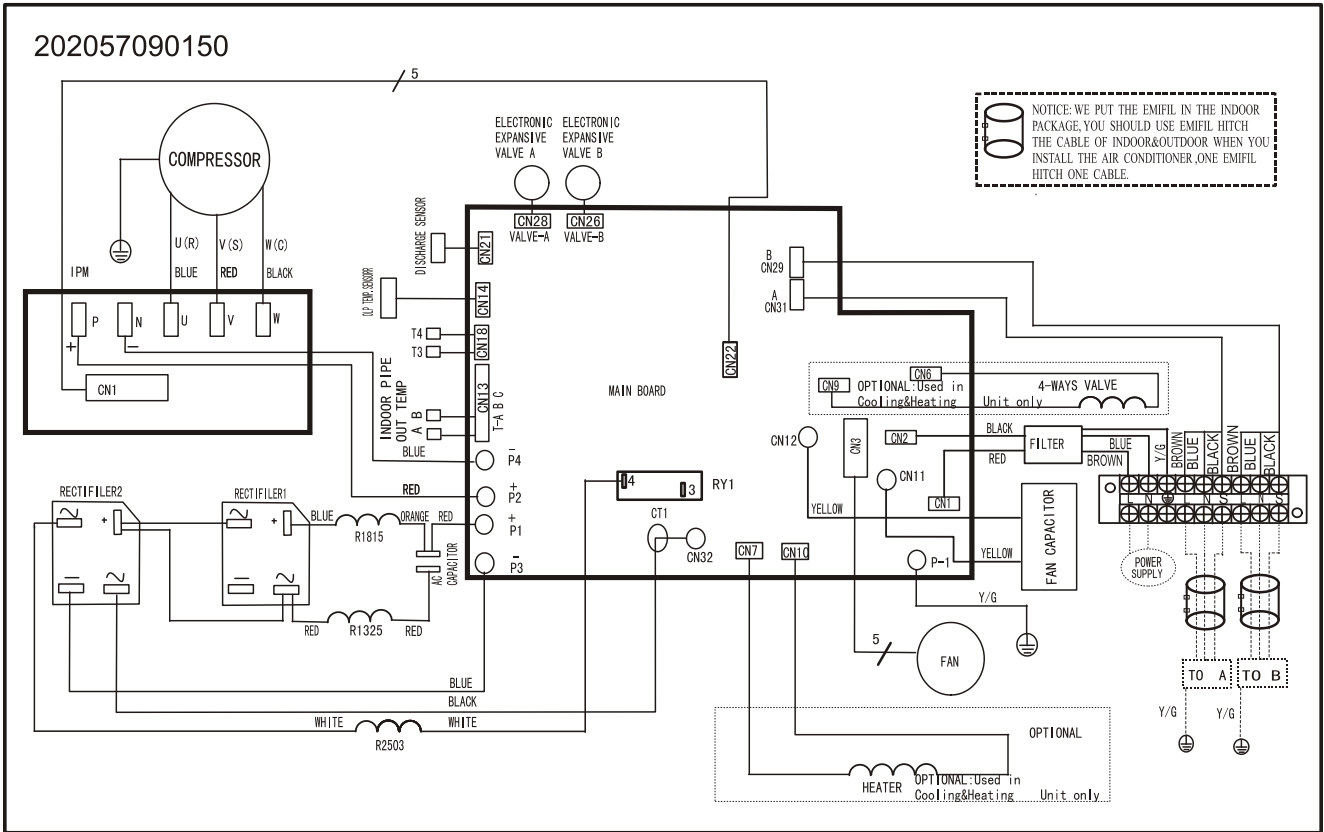 202057090150
5
COMPRESSOR
U(R)
V(S)
W(C)
BLUE
RED
BLACK
IPM
P
N
U
V
W
+
−
CN1
ELECTRONIC
EXPANSIVE
VALVE A
ELECTRONIC
EXPANSIVE
VALVE B
CN28
VALVE-A
CN26
VALVE-B
NOTICE: WE PUT THE EMIFIL IN THE INDOOR
PACKAGE, YOU SHOULD USE EMIFIL HITCH
THE CABLE OF INDOOR&OUTDOOR WHEN YOU
INSTALL THE AIR CONDITIONER ,ONE EMIFIL
HITCH ONE CABLE.
DISCHARGE SENSOR
CN21
OLP TEMP.SENSORR
CN14
T4
T3
CN18
INDOOR PIPE
OUT TEMP
A B
CN13
T-A B C
BLUE
−
P4
RED
+
P2
ORANGE
RED
+
P1
−
P3
MAIN BOARD
CN22
B
CN29
A
CN31
CN9
CN6
OPTIONAL:Used in
Cooling&Heating Unit only
4-WAYS VALVE
CN12
CN3
CN2
BLACK
RED
FILTER
BLUE
BROWN
CN11
CN1
YELLOW
YELLOW
FAN CAPACITOR
P-1
Y/G
4
3
RY1
CT1
CN32
CN7
CN10
5
FAN
Y/G
BROWN
BLUE
BLACK
BROWN
BLUE
BLACK
L N L N S L N S
POWER
SUPPLY
TO A
TO B
Y/G
Y/G
RECTIFILER2
RECTIFILER1
+
−
+
−
BLUE
R1815
AC
CAPACITOR
RED
R1325
RED
BLUE
BLACK
WHITE
R2503
WHITE
OPTIONAL
HEATER
OPTIONAL:Used in
Cooling&Heating Unit only